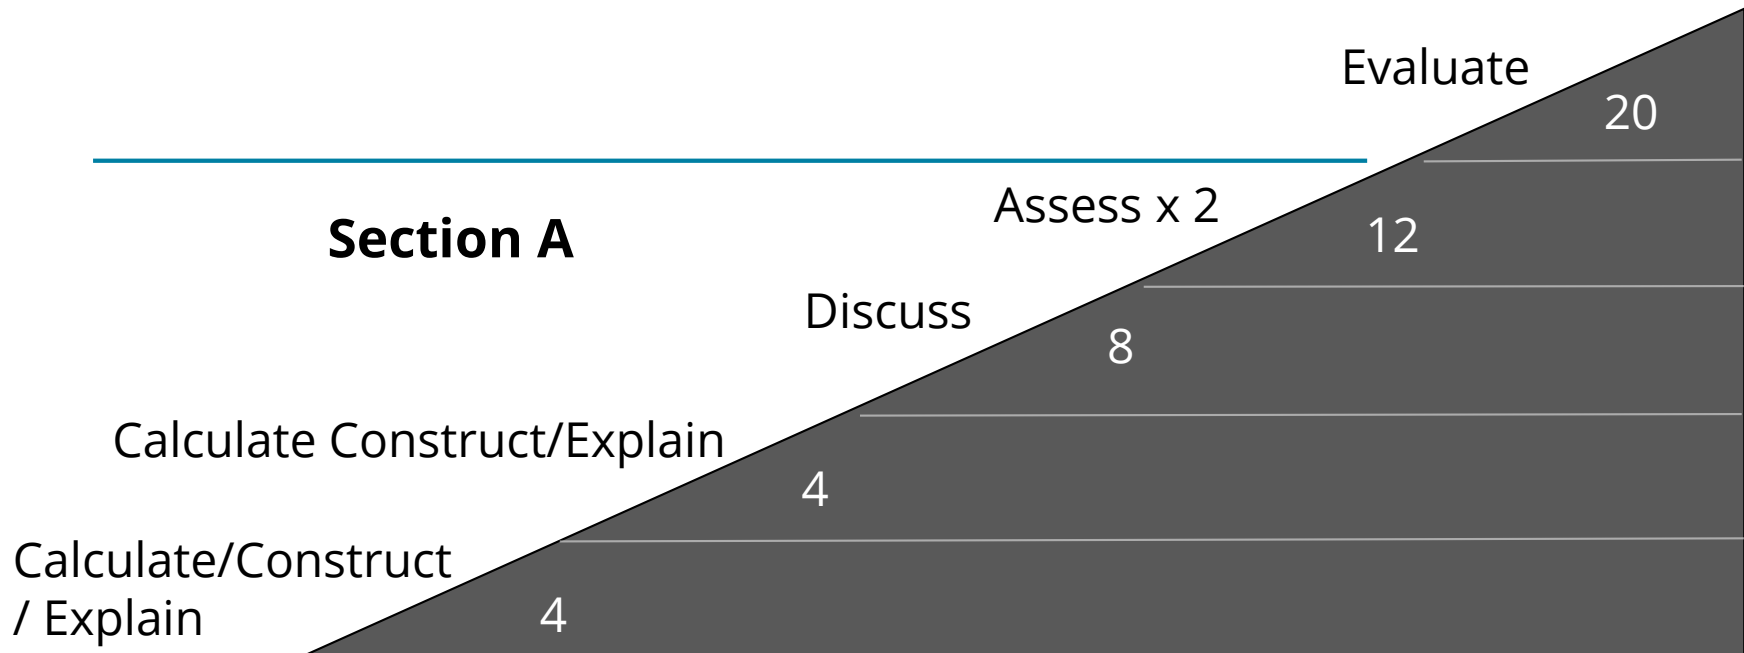 Evaluate
20
Assess x 2
12
Section A
Discuss
8
Calculate Construct/Explain
4
Calculate/Construct
/ Explain
4